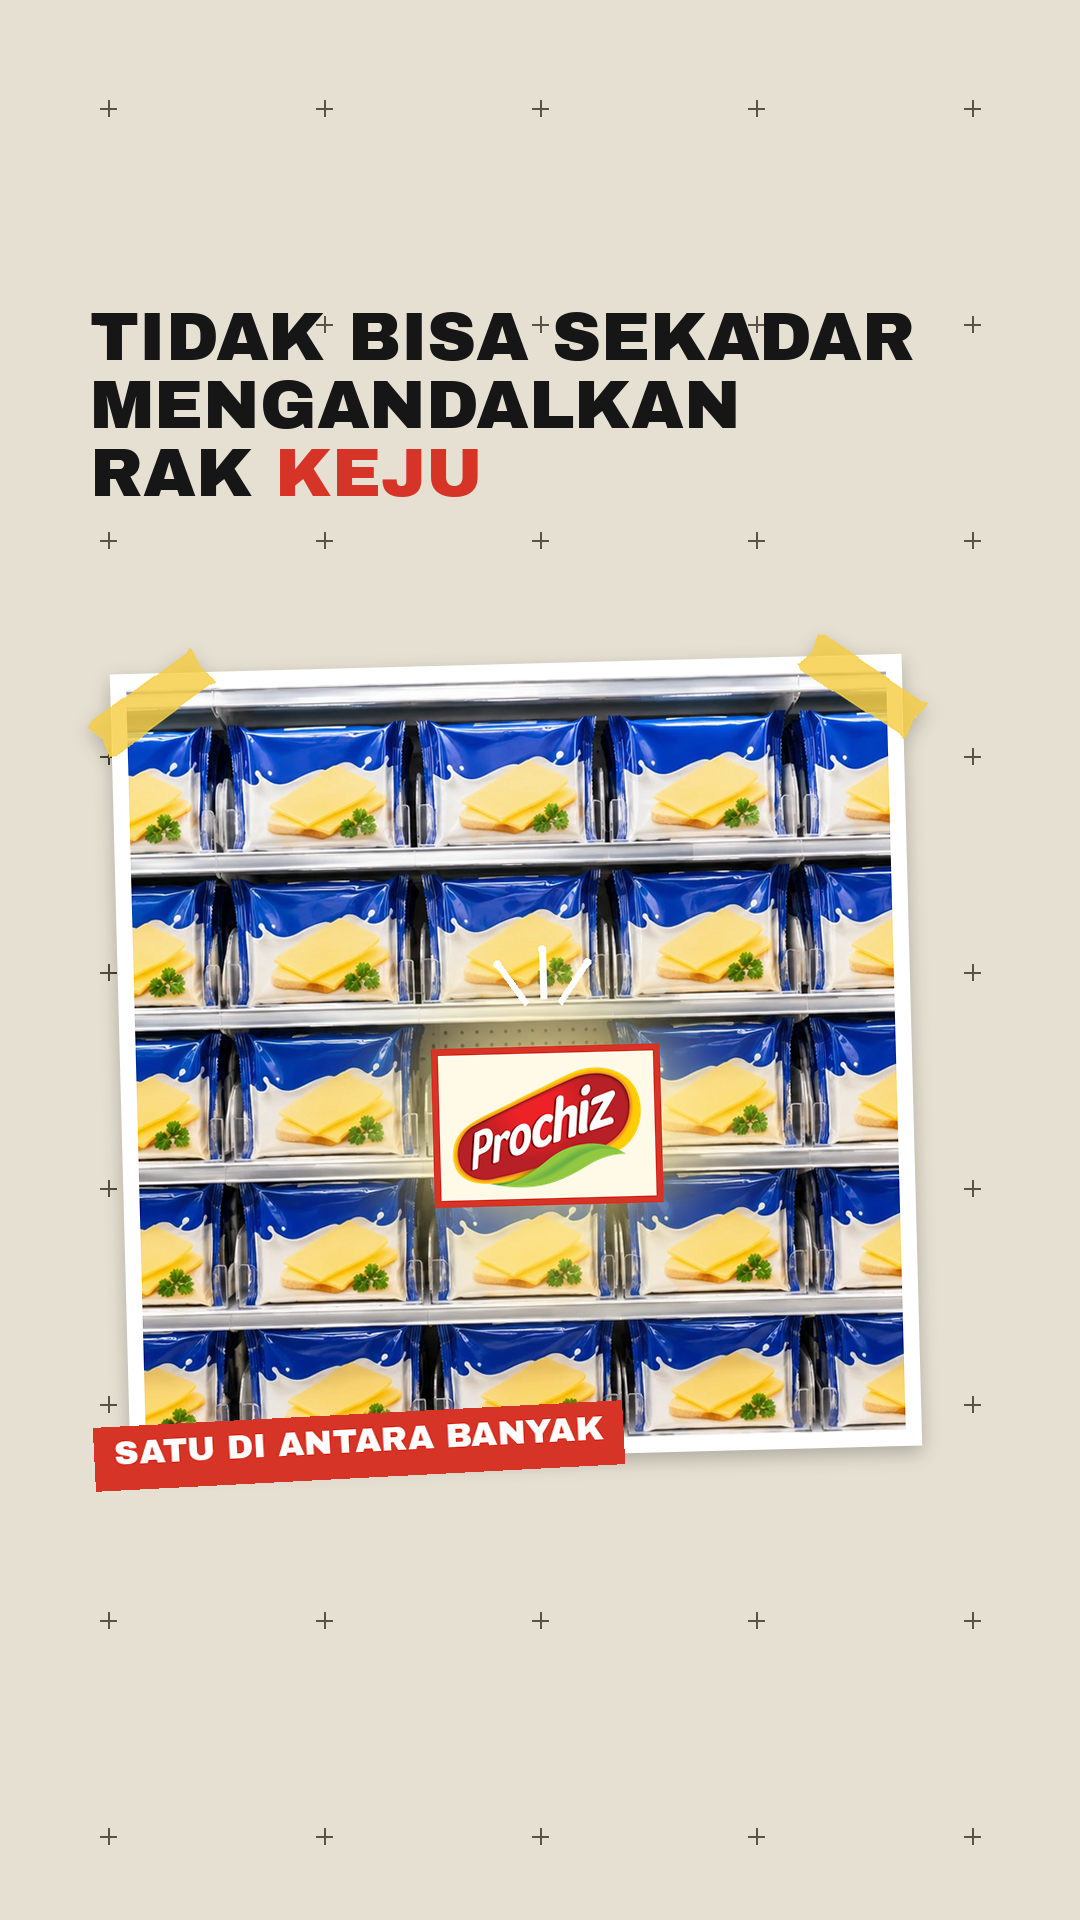 TIDAK BISA SEKADAR
MENGANDALKAN
RAK KEJU
Prochiz
SATU DI ANTARA BANYAK